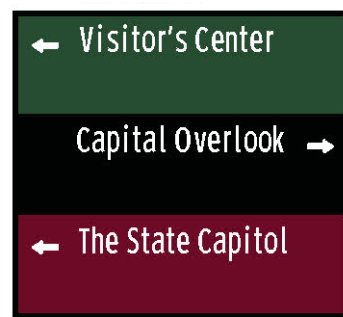 ← Visitor's Center
Capital Overlook →
← The State Capitol